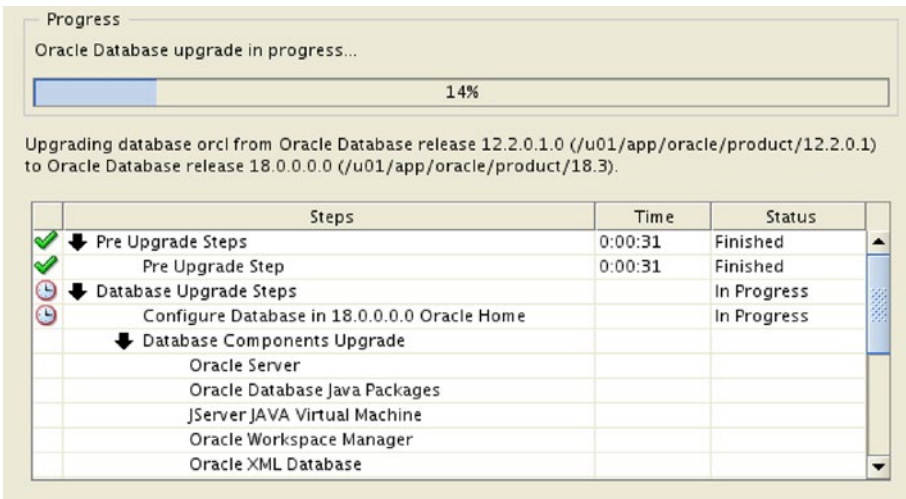 Progress
Oracle Database upgrade in progress...
14%
Upgrading database orcl from Oracle Database release 12.2.0.1.0 (/u01/app/oracle/product/12.2.0.1)
to Oracle Database release 18.0.0.0.0 (/u01/app/oracle/product/18.3).
Steps Time Status
Pre Upgrade Steps 0:00:31 Finished
Pre Upgrade Step 0:00:31 Finished
Database Upgrade Steps In Progress
Configure Database in 18.0.0.0.0 Oracle Home In Progress
Database Components Upgrade
Oracle Server
Oracle Database Java Packages
JServer JAVA Virtual Machine
Oracle Workspace Manager
Oracle XML Database